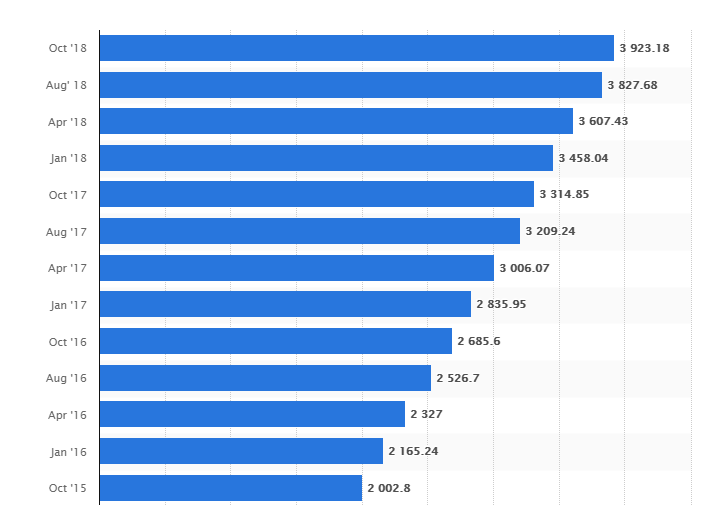 Oct '18 3 923.18
Aug' 18 3 827.68
Apr '18 3 607.43
Jan '18 3 458.04
Oct '17 3 314.85
Aug '17 3 209.24
Apr '17 3 006.07
Jan '17 2 835.95
Oct '16 2 685.6
Aug '16 2 526.7
Apr '16 2 327
Jan '16 2 165.24
Oct '15 2 002.8